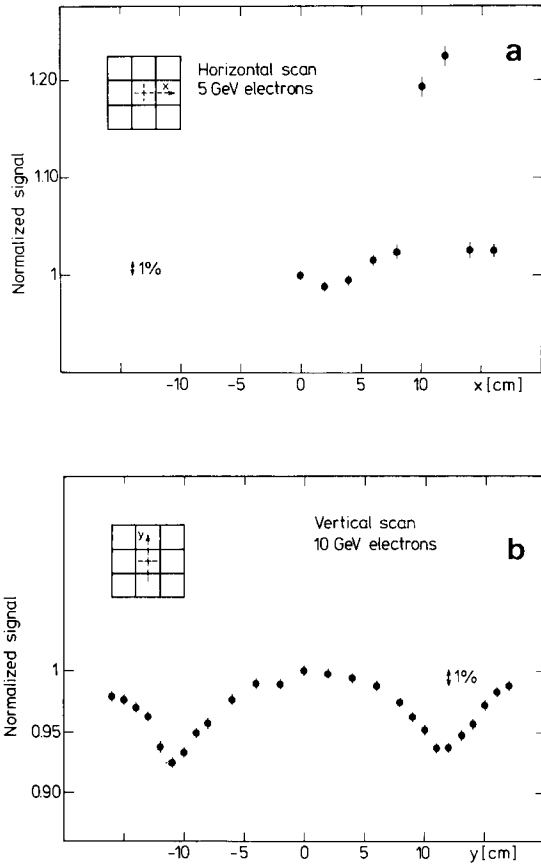 a
1.20
Horizontal scan
5 GeV electrons
x
1.10
Normalized signal
1%
1
-10
-5
0
5
10
x [cm]
b
y
Vertical scan
10 GeV electrons
Normalized signal
1
1%
0.95
0.90
-10
-5
0
5
10
y [cm]